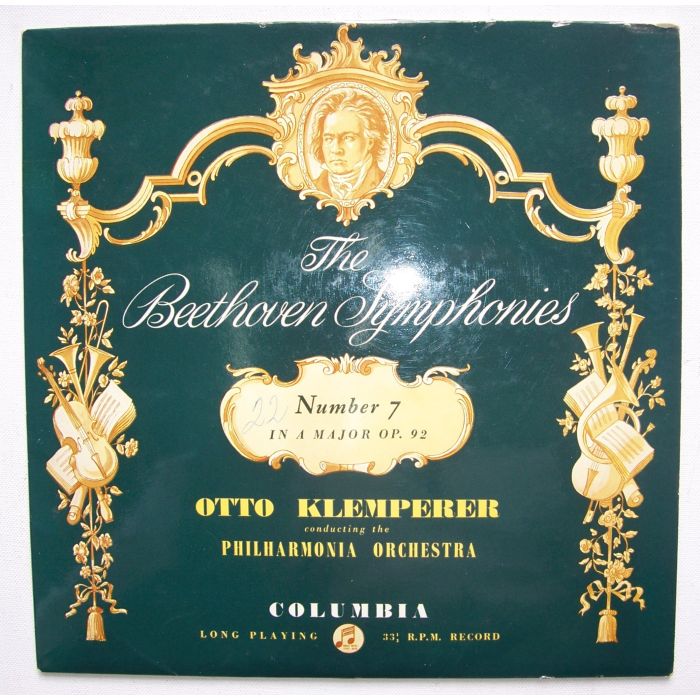 The
Beethoven Symphonies
22 Number 7
IN A MAJOR OP. 92
OTTO KLEMPERER
conducting the
PHILHARMONIA ORCHESTRA
COLUMBIA
LONG PLAYING 33⅓ R.P.M. RECORD